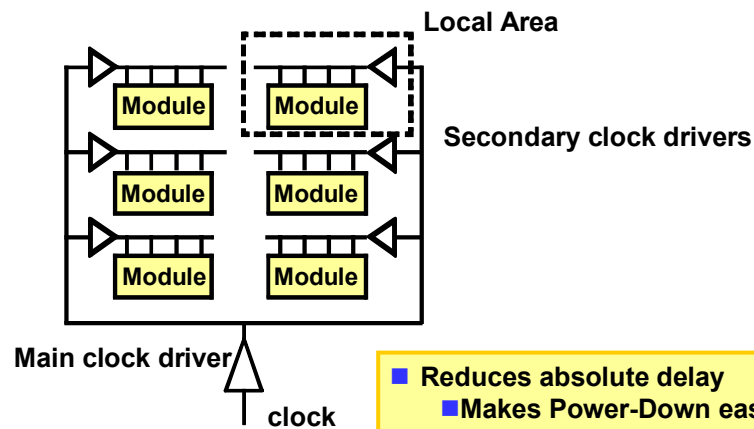 Local Area
Module Module
Secondary clock drivers
Module Module
Module Module
Main clock driver
Reduces absolute delay
Makes Power-Down
clock